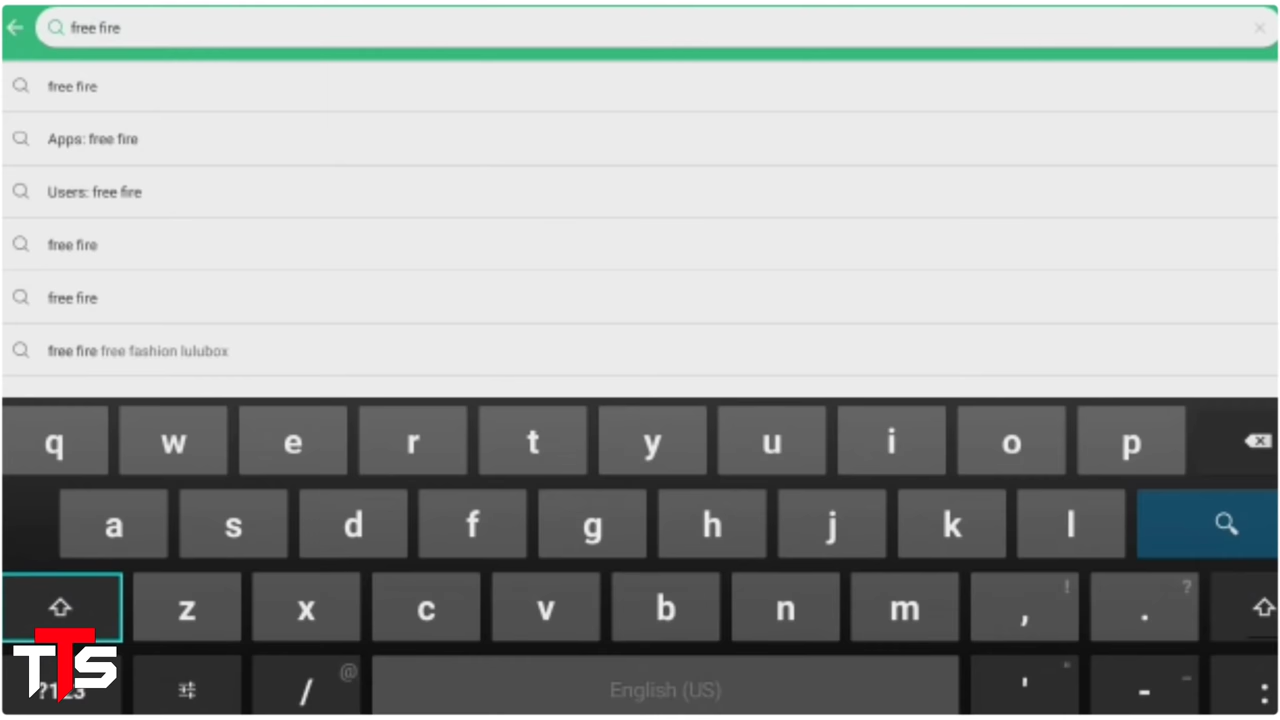 free fire
free fire
Apps: free fire
Users: free fire
free fire
free fire
free fire free fashion lulubox
q w e r t y u i o p
a s d f g h j k l
z x c v b n m , ! . ?
?123 / @ English (US) ' " - _ :
TTS